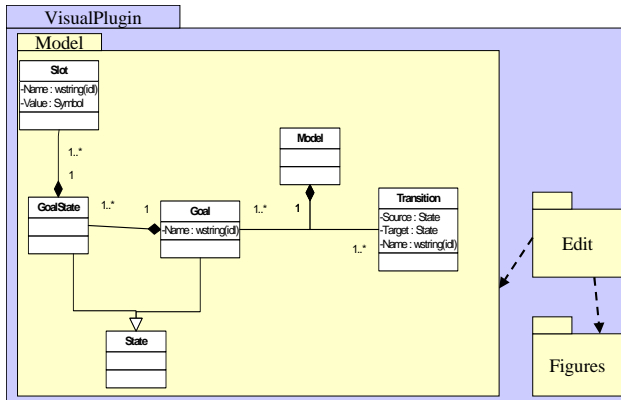 VisualPlugin
Model
Slot
-Name : wstring(idl)
-Value : Symbol
1..*
1
GoalState
1..*
1
Goal
-Name : wstring(idl)
1..*
Model
1
1..*
Transition
-Source : State
-Target : State
-Name : wstring(idl)
State
Edit
Figures